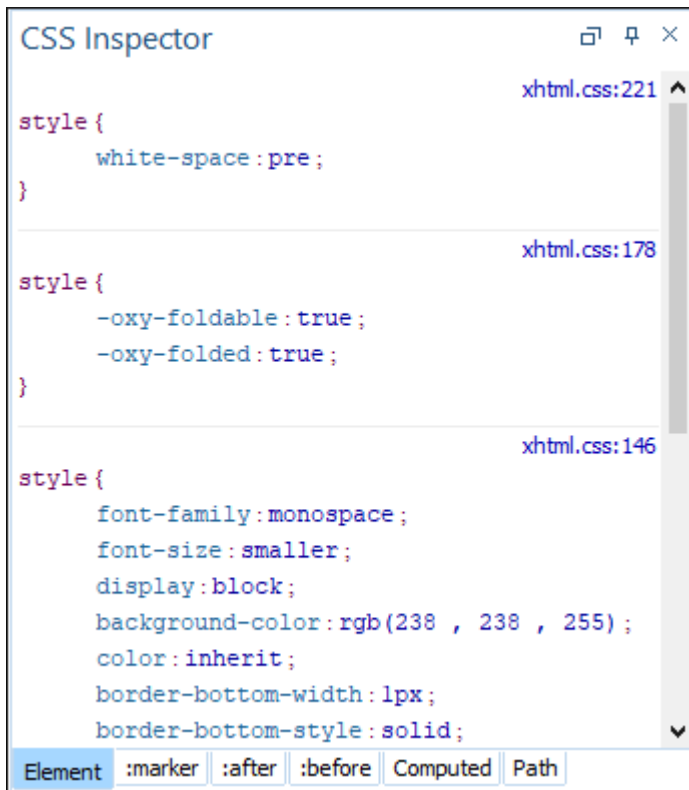 CSS Inspector
xhtml.css:221
style {
white-space : pre ;
}
xhtml.css:178
style {
-oxy-foldable : true ;
-oxy-folded : true ;
}
xhtml.css:146
style {
font-family : monospace ;
font-size : smaller ;
display : block ;
background-color : rgb(238 , 238 , 255) ;
color : inherit ;
border-bottom-width : 1px ;
border-bottom-style : solid ;
Element :marker :after :before Computed Path